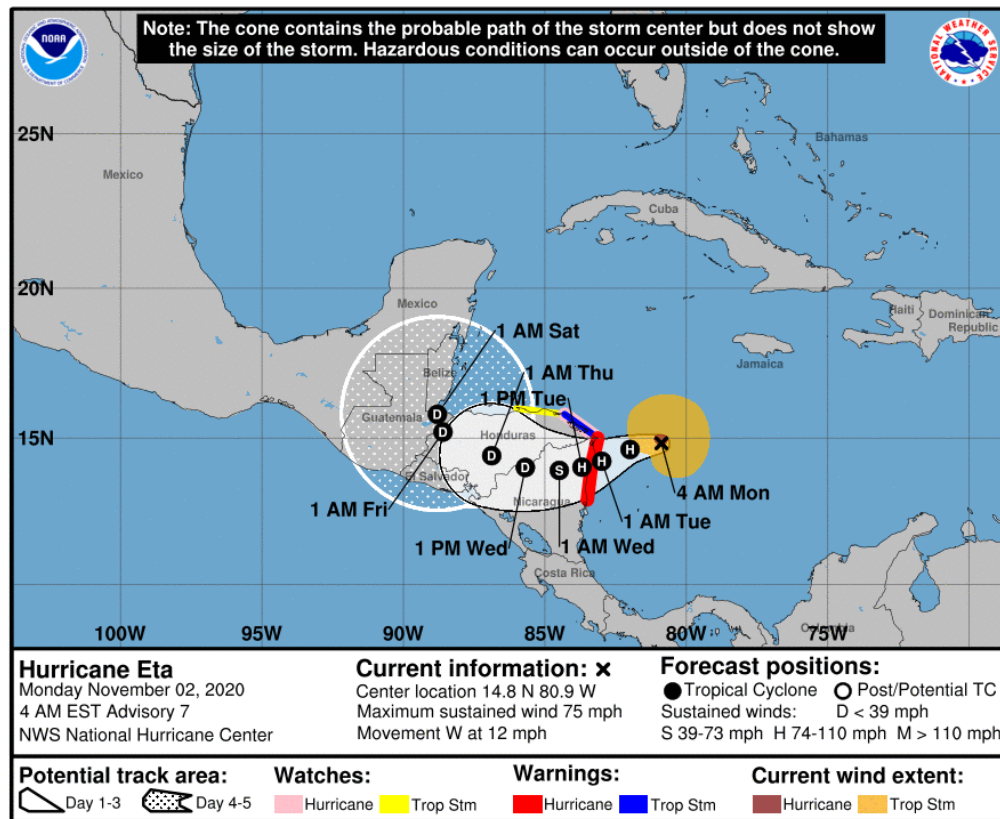 Note: The cone contains the probable path of the storm center but does not show
the size of the storm. Hazardous conditions can occur outside of the cone.
NOAA
NATIONAL WEATHER SERVICE
25N
Mexico
Bahamas
Cuba
20N
Mexico
Haiti
Dominican
Republic
1 AM Sat
Jamaica
Belize
1 AM Thu
1 PM Tue
D
Guatemala
15N
D
Honduras
H
D
D
S
H
H
El Salvador
4 AM Mon
1 AM Fri
Nicaragua
1 AM Tue
1 PM Wed
1 AM Wed
Costa Rica
100W
95W
90W
85W
80W
75W
Colombia
Hurricane Eta
Monday November 02, 2020
4 AM EST Advisory 7
NWS National Hurricane Center
Current information: ×
Center location 14.8 N 80.9 W
Maximum sustained wind 75 mph
Movement W at 12 mph
Forecast positions:
Tropical Cyclone Post/Potential TC
Sustained winds: D < 39 mph
S 39-73 mph H 74-110 mph M > 110 mph
Potential track area:
Day 1-3 Day 4-5
Watches:
Hurricane Trop Stm
Warnings:
Hurricane Trop Stm
Current wind extent:
Hurricane Trop Stm